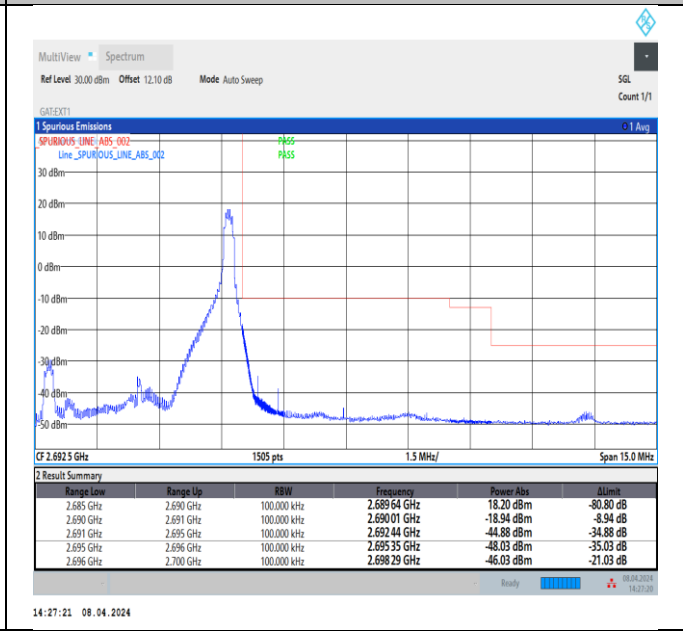 MultiView Spectrum
Ref Level 30.00 dBm Offset 12.10 dB Mode Auto Sweep SGL
Count 1/1
GAT:EXT1
1 Spurious Emissions 1 Avg
_SPURIOUS_LINE_ABS_002 PASS
Line _SPURIOUS_LINE_ABS_002 PASS
30 dBm
20 dBm
10 dBm
0 dBm
-10 dBm
-20 dBm
-30 dBm
-40 dBm
-50 dBm
CF 2.692 5 GHz 1505 pts 1.5 MHz/ Span 15.0 MHz
2 Result Summary
Range Low Range Up RBW Frequency Power Abs ΔLimit
2.685 GHz 2.690 GHz 100.000 kHz 2.689 64 GHz 18.20 dBm -80.80 dB
2.690 GHz 2.691 GHz 100.000 kHz 2.690 01 GHz -18.94 dBm -8.94 dB
2.691 GHz 2.695 GHz 100.000 kHz 2.692 44 GHz -44.88 dBm -34.88 dB
2.695 GHz 2.696 GHz 100.000 kHz 2.695 35 GHz -48.03 dBm -35.03 dB
2.696 GHz 2.700 GHz 100.000 kHz 2.698 29 GHz -46.03 dBm -21.03 dB
Ready 08.04.2024
14:27:20
14:27:21 08.04.2024